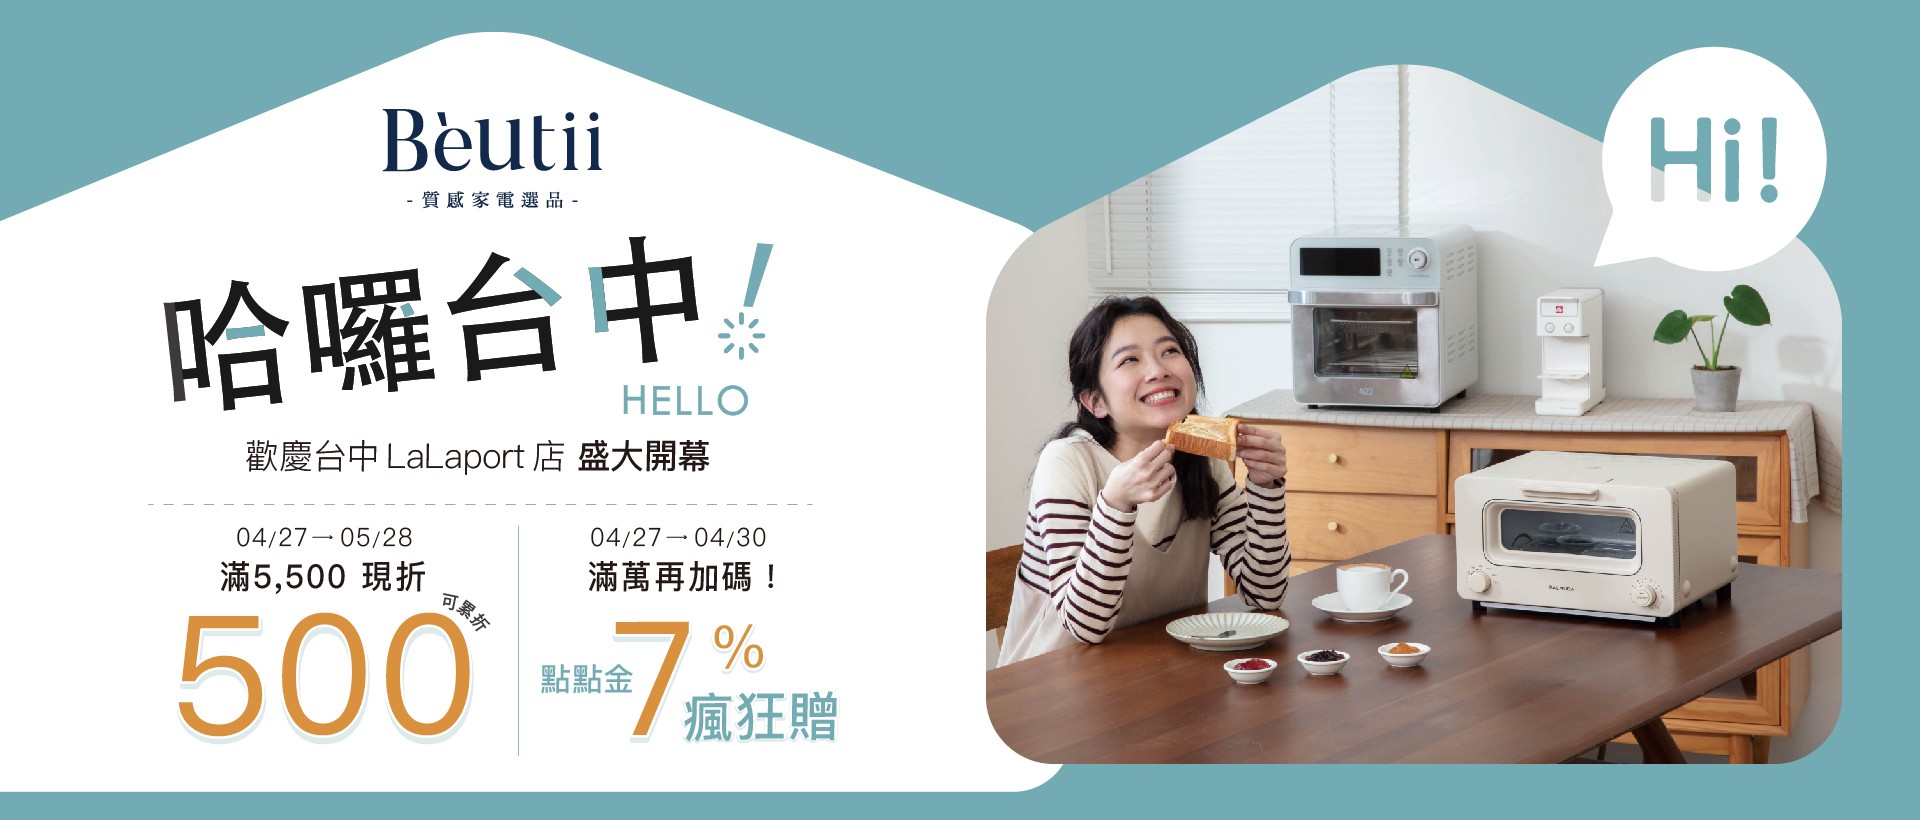 Bèutii
- 質感家電選品 -
哈囉台中!
HELLO
歡慶台中 LaLaport 店 盛大開幕
04/27→05/28
滿5,500 現折
500
可累折
04/27→04/30
滿萬再加碼！
點點金7%
瘋狂贈
Hi!
BALMUDA